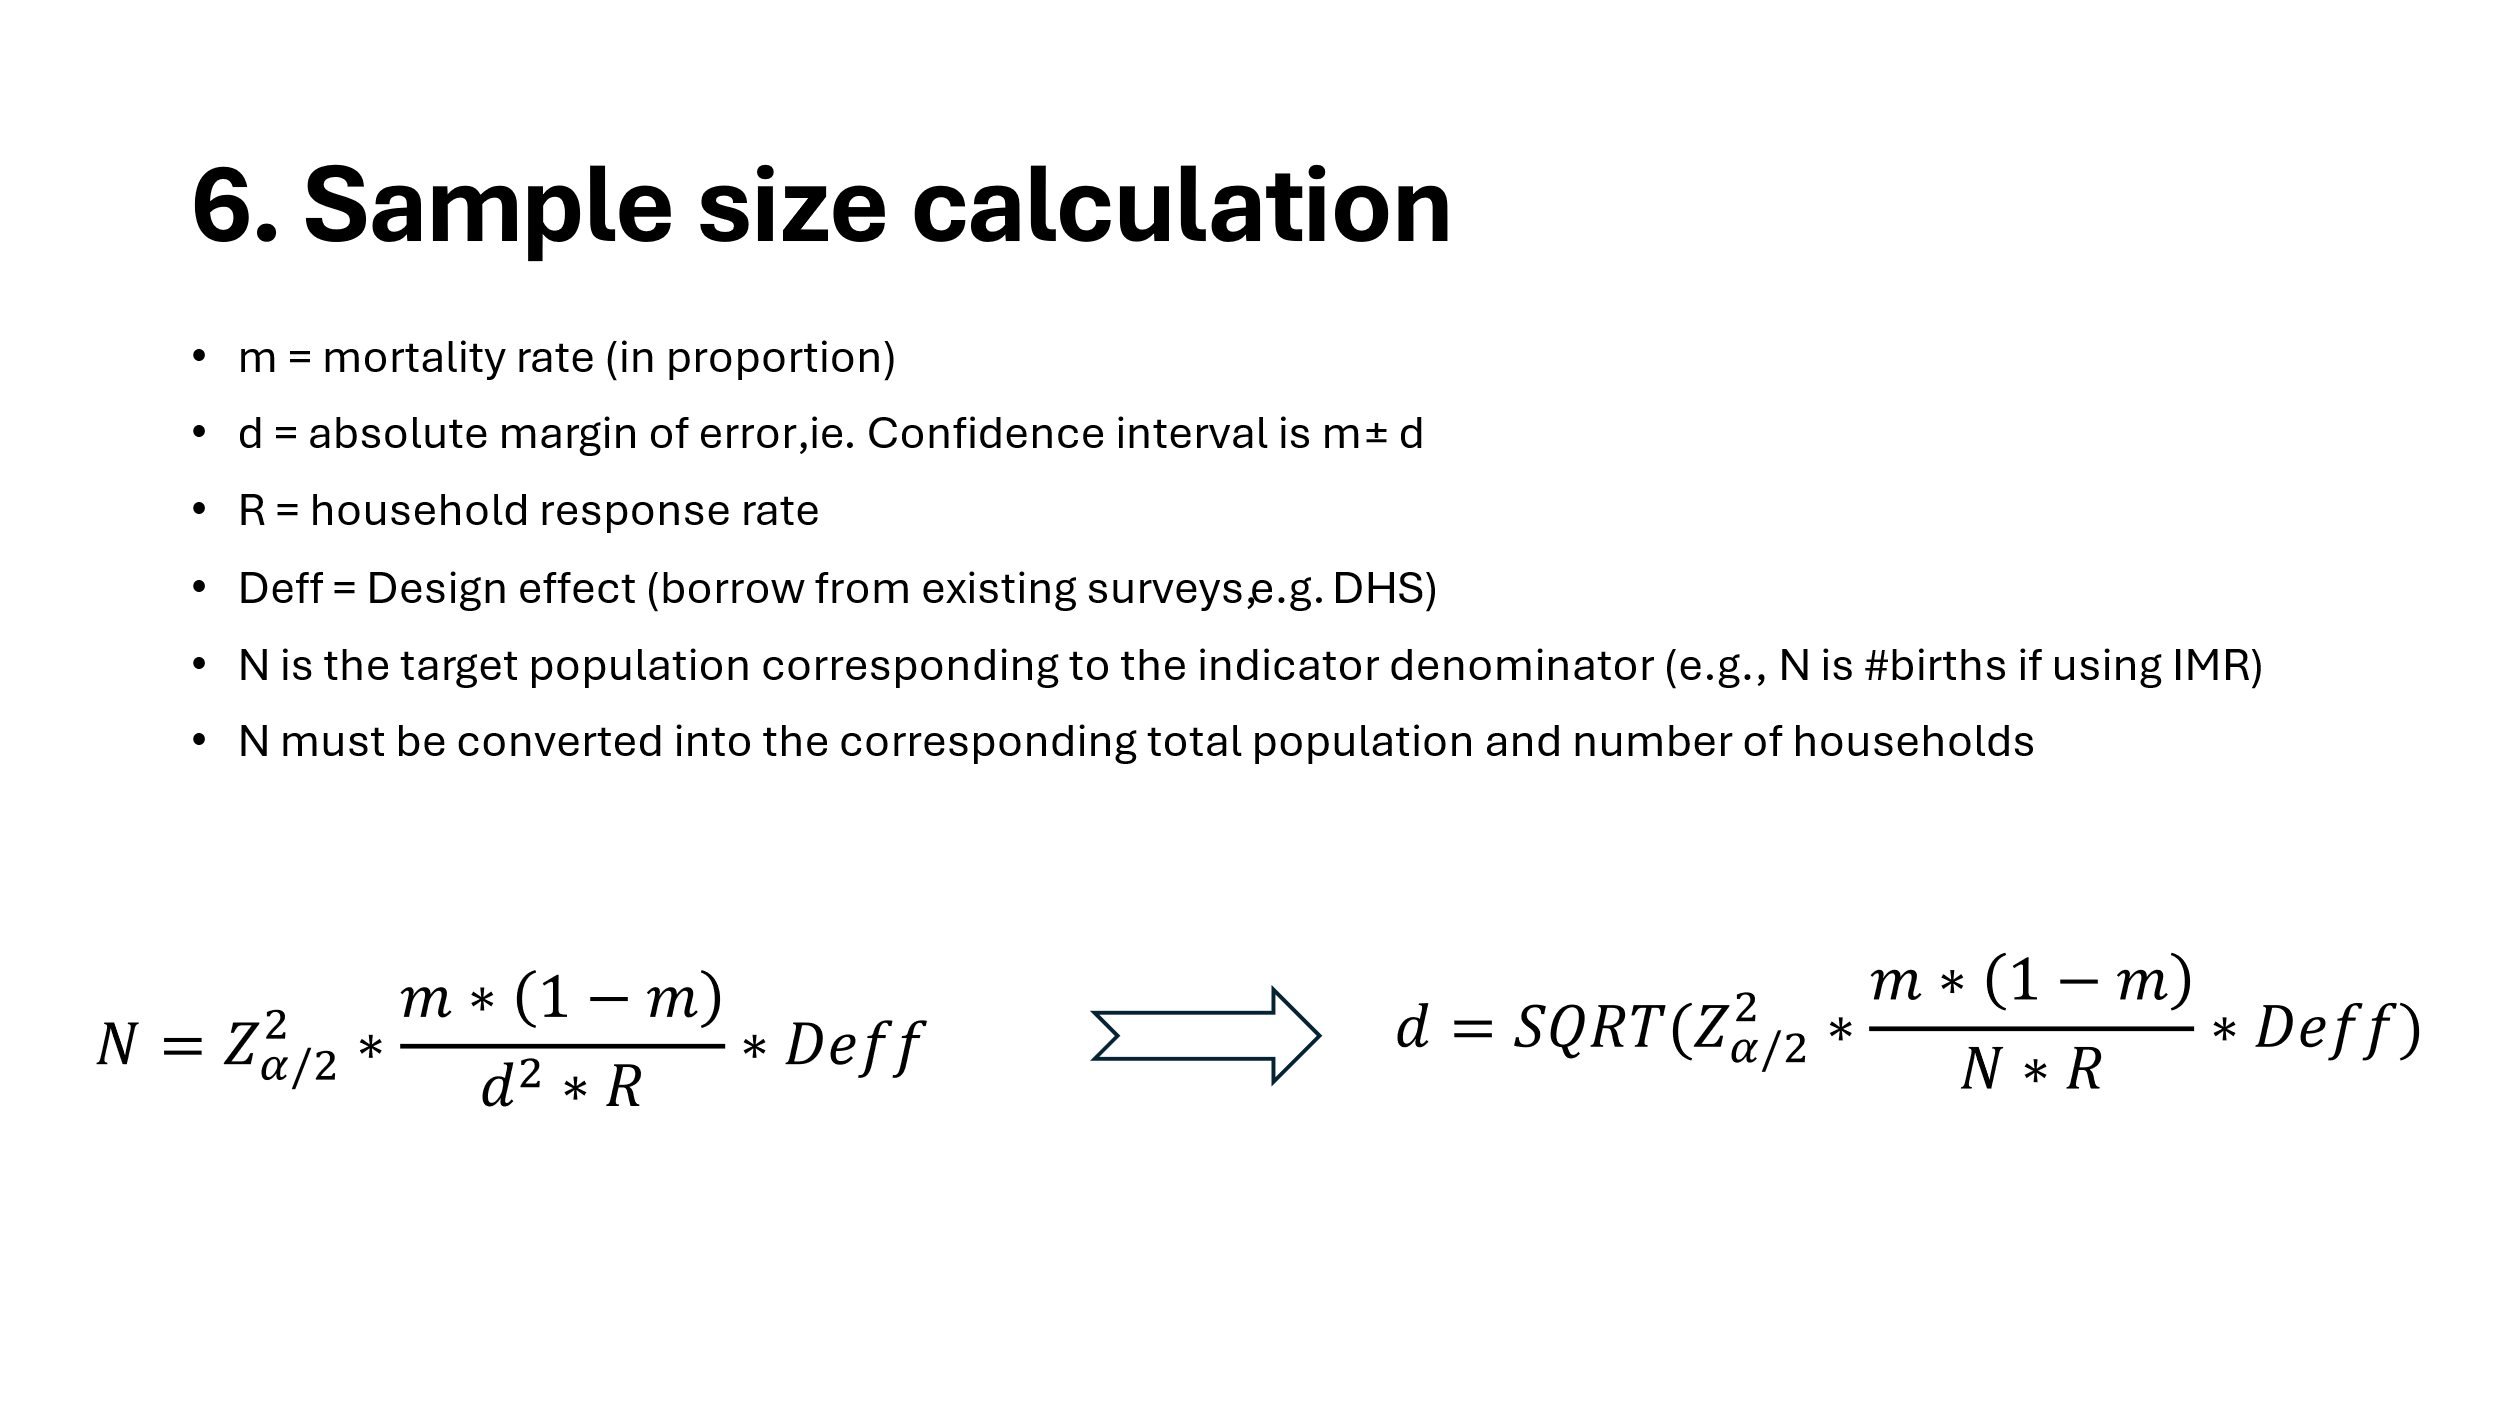 6. Sample size calculation
• m = mortality rate (in proportion)
• d = absolute margin of error,ie. Confidence interval is m± d
• R = household response rate
• Deff = Design effect (borrow from existing surveys,e.g. DHS)
• N is the target population corresponding to the indicator denominator (e.g., N is #births if using IMR)
• N must be converted into the corresponding total population and number of households
N = Z²_{α/2} * (m * (1 − m))/(d² * R) * Deff
d = SQRT(Z²_{α/2} * (m * (1 − m))/(N * R) * Deff)